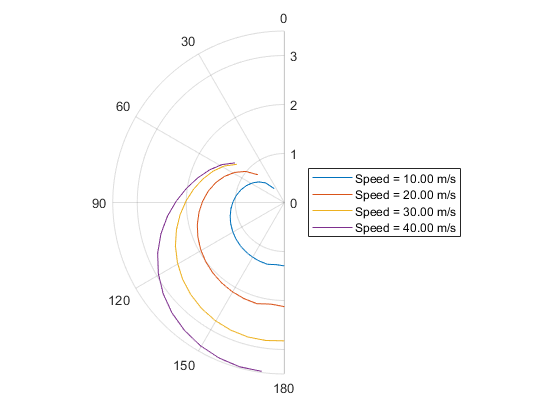 0
30
3
60
2
1
Speed = 10.00 m/s
Speed = 20.00 m/s
90
0
Speed = 30.00 m/s
Speed = 40.00 m/s
120
150
180